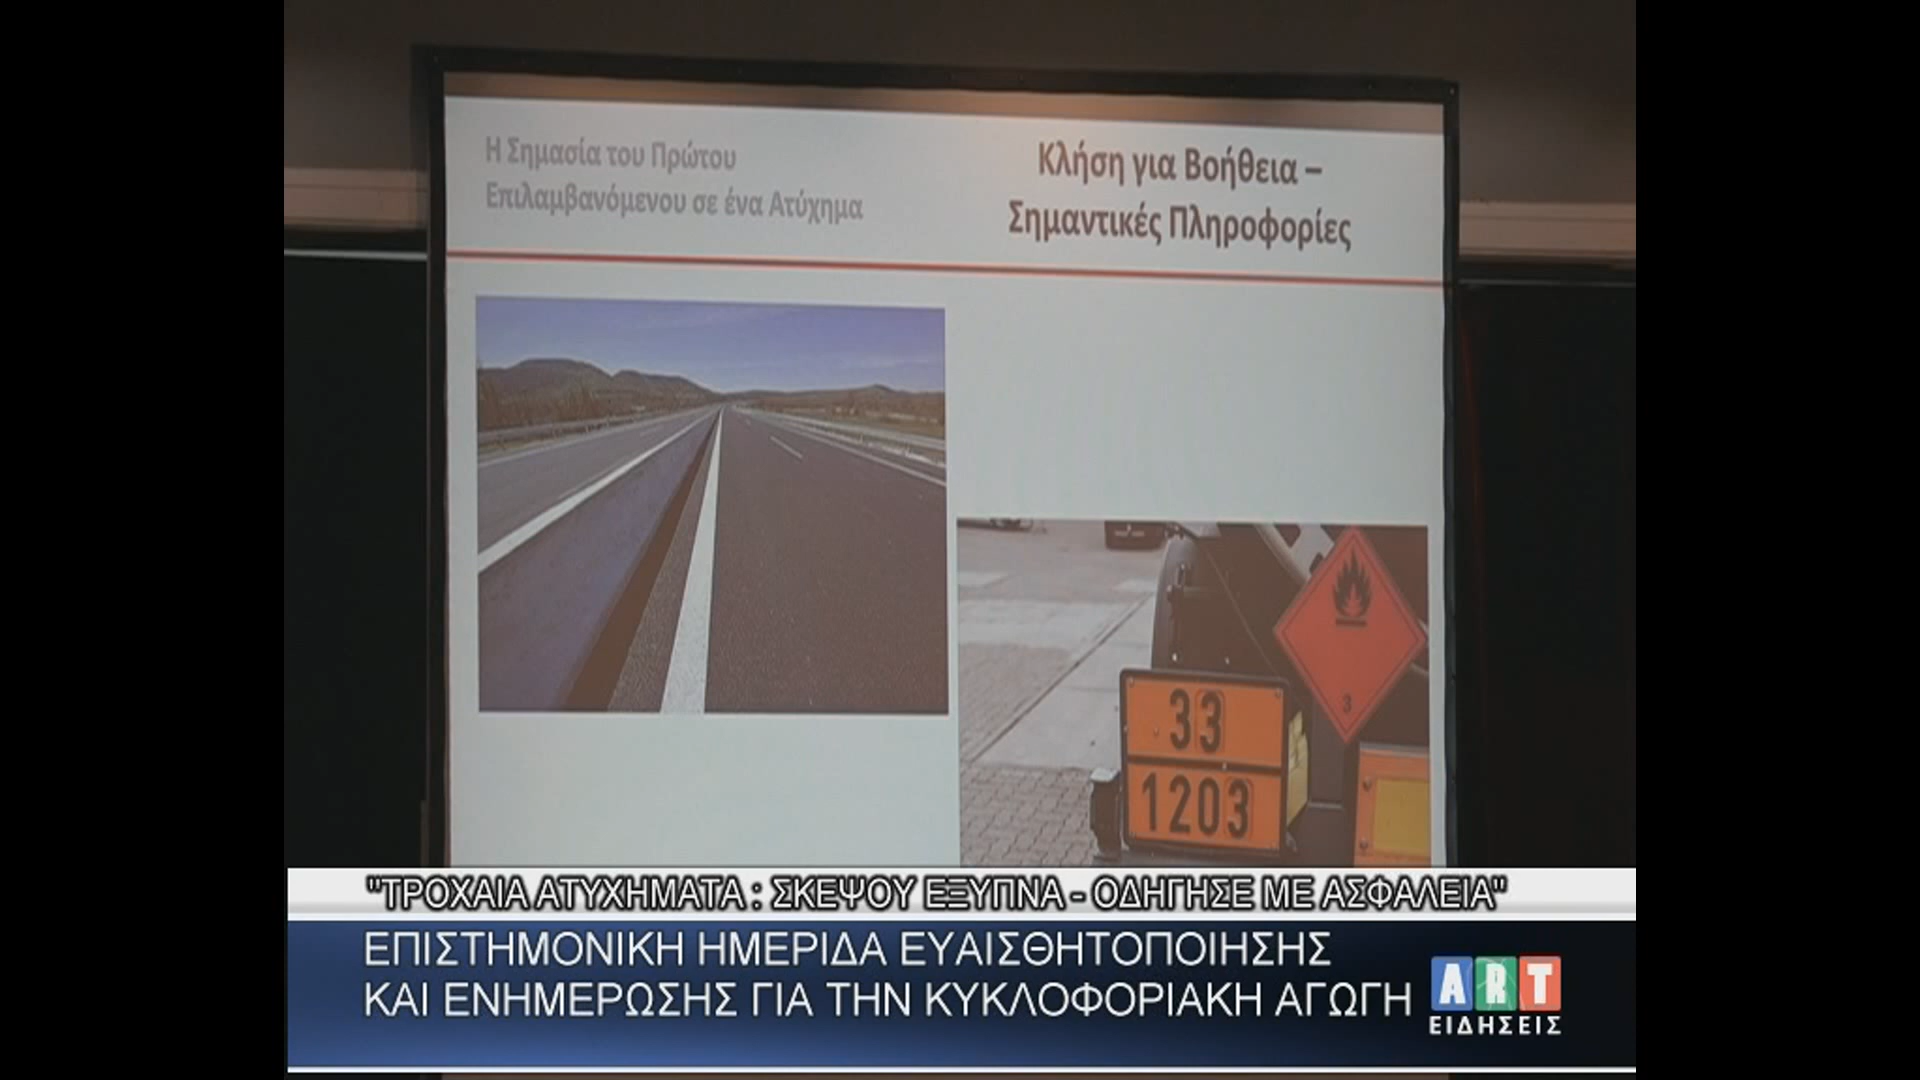 Η Σημασία του Πρώτου
Επιλαμβανόμενου σε ένα Ατύχημα
Κλήση για Βοήθεια –
Σημαντικές Πληροφορίες
3
33
1203
"ΤΡΟΧΑΙΑ ΑΤΥΧΗΜΑΤΑ : ΣΚΕΨΟΥ ΕΞΥΠΝΑ - ΟΔΗΓΗΣΕ ΜΕ ΑΣΦΑΛΕΙΑ"
ΕΠΙΣΤΗΜΟΝΙΚΗ ΗΜΕΡΙΔΑ ΕΥΑΙΣΘΗΤΟΠΟΙΗΣΗΣ
ΚΑΙ ΕΝΗΜΕΡΩΣΗΣ ΓΙΑ ΤΗΝ ΚΥΚΛΟΦΟΡΙΑΚΗ ΑΓΩΓΗ
ART
ΕΙΔΗΣΕΙΣ